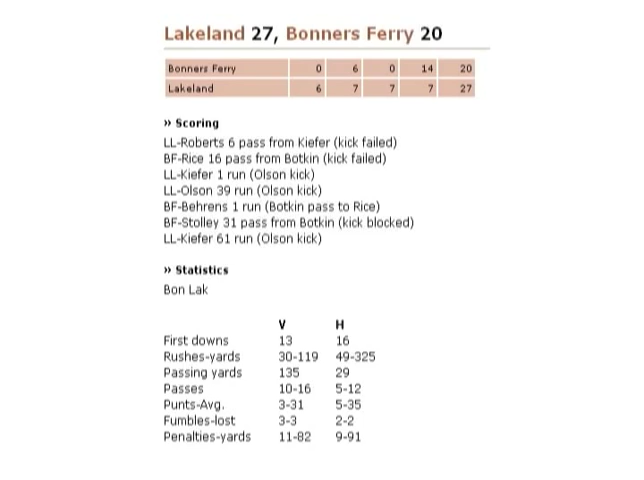 Lakeland 27, Bonners Ferry 20
Bonners Ferry 0 6 0 14 20
Lakeland 6 7 7 7 27
» Scoring
LL-Roberts 6 pass from Kiefer (kick failed)
BF-Rice 16 pass from Botkin (kick failed)
LL-Kiefer 1 run (Olson kick)
LL-Olson 39 run (Olson kick)
BF-Behrens 1 run (Botkin pass to Rice)
BF-Stolley 31 pass from Botkin (kick blocked)
LL-Kiefer 61 run (Olson kick)
» Statistics
Bon Lak
V H
First downs 13 16
Rushes-yards 30-119 49-325
Passing yards 135 29
Passes 10-16 5-12
Punts-Avg. 3-31 5-35
Fumbles-lost 3-3 2-2
Penalties-yards 11-82 9-91